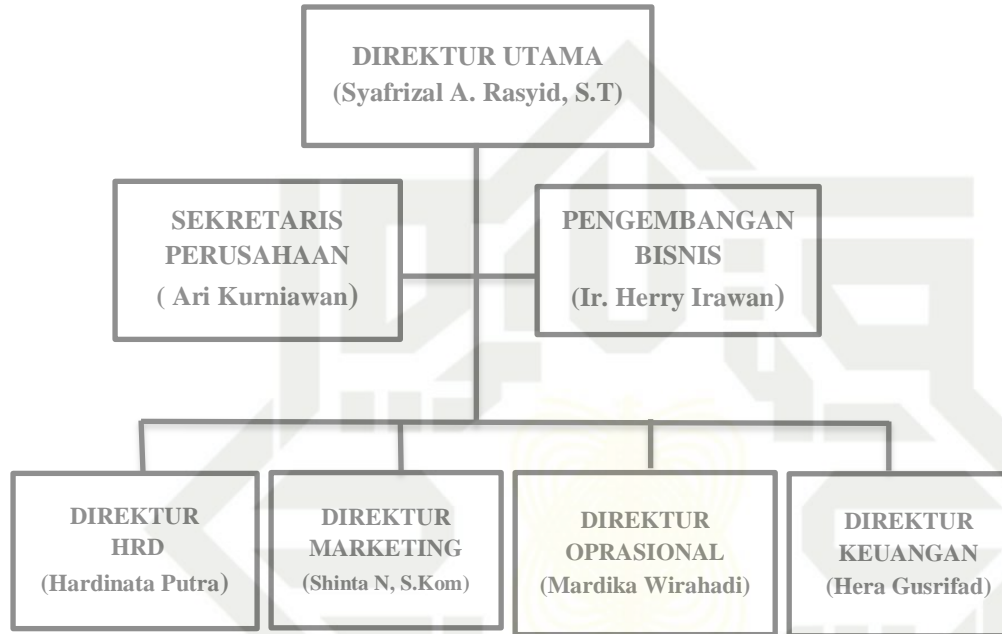 DIREKTUR UTAMA
(Syafrizal A. Rasyid, S.T)
SEKRETARIS
PERUSAHAAN
( Ari Kurniawan)
PENGEMBANGAN
BISNIS
(Ir. Herry Irawan)
DIREKTUR
HRD
(Hardinata Putra)
DIREKTUR
MARKETING
(Shinta N, S.Kom)
DIREKTUR
OPRASIONAL
(Mardika Wirahadi)
DIREKTUR
KEUANGAN
(Hera Gusrifad)